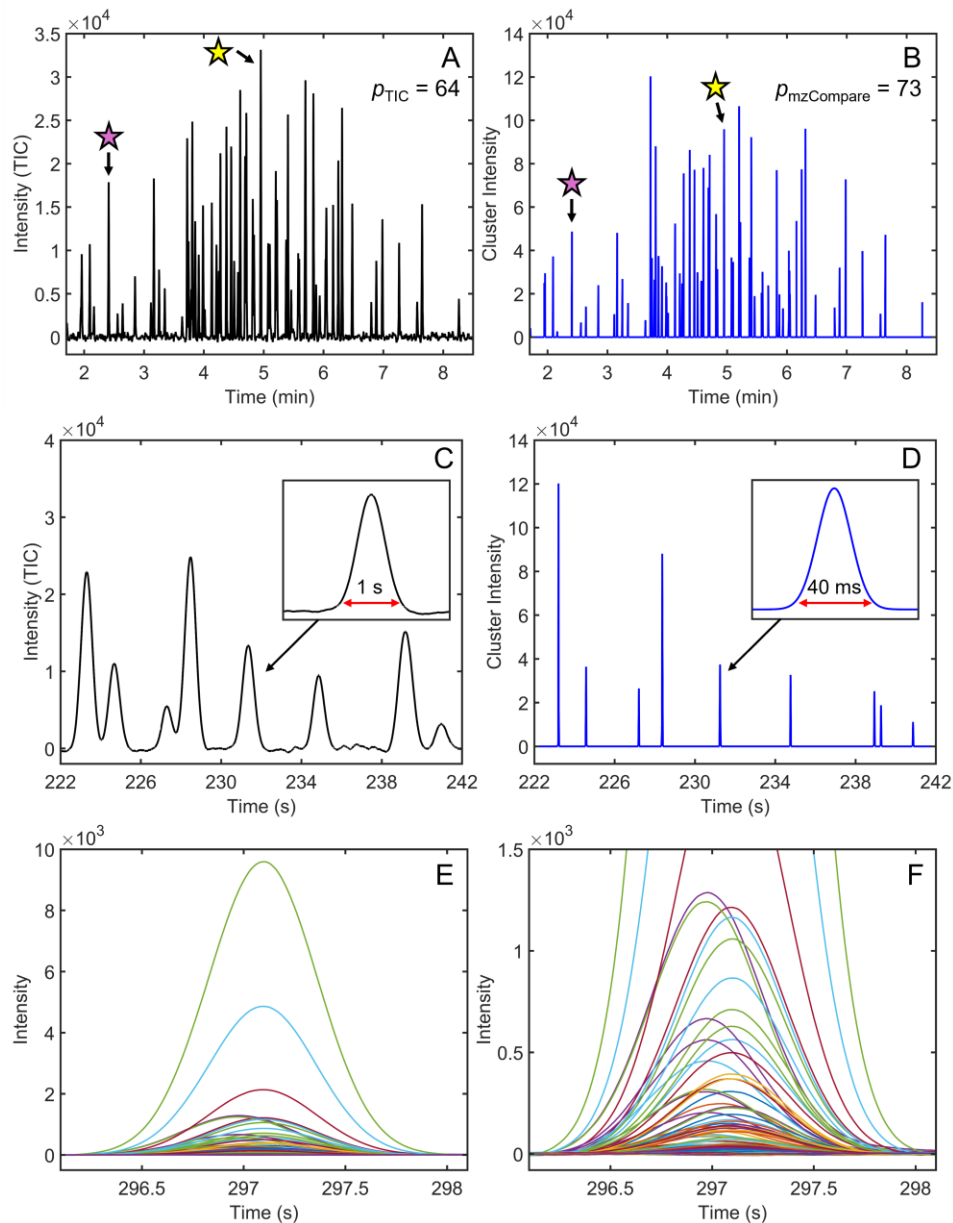 ×10⁴
3.5
3
2.5
2
1.5
1
0.5
0
Intensity (TIC)
A
pTIC = 64
2 3 4 5 6 7 8
Time (min)
×10⁴
14
12
10
8
6
4
2
0
Cluster Intensity
B
pmzCompare = 73
2 3 4 5 6 7 8
Time (min)
×10⁴
4
3
2
1
0
Intensity (TIC)
C
1 s
222 226 230 234 238 242
Time (s)
×10⁴
14
12
10
8
6
4
2
0
Cluster Intensity
D
40 ms
222 226 230 234 238 242
Time (s)
×10³
10
8
6
4
2
0
Intensity
E
296.5 297 297.5 298
Time (s)
×10³
1.5
1
0.5
0
Intensity
F
296.5 297 297.5 298
Time (s)